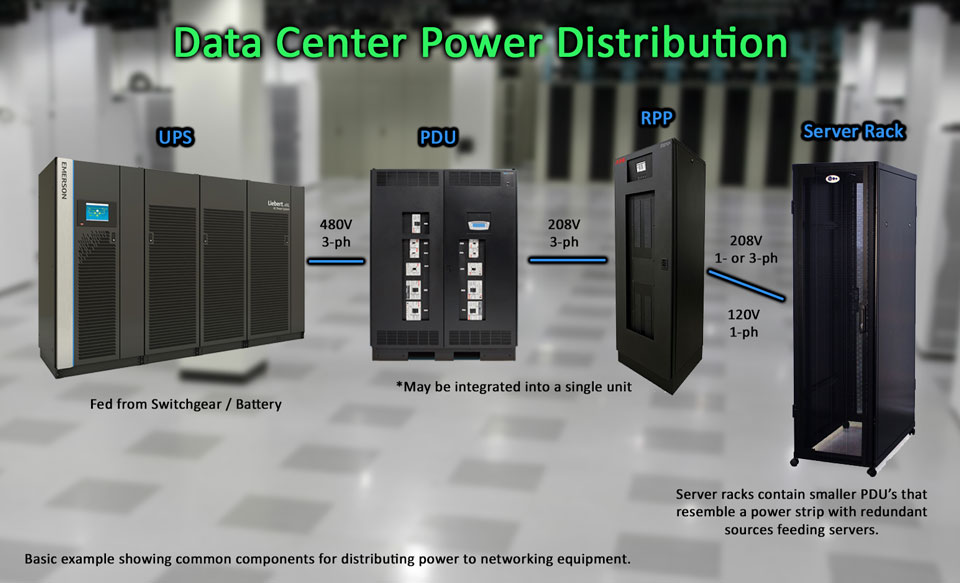 Data Center Power Distribution
UPS
PDU
RPP
Server Rack
EMERSON
Liebert
480V
3-ph
208V
3-ph
208V
1- or 3-ph
120V
1-ph
*May be integrated into a single unit
Fed from Switchgear / Battery
Server racks contain smaller PDU's that
resemble a power strip with redundant
sources feeding servers.
Basic example showing common components for distributing power to networking equipment.